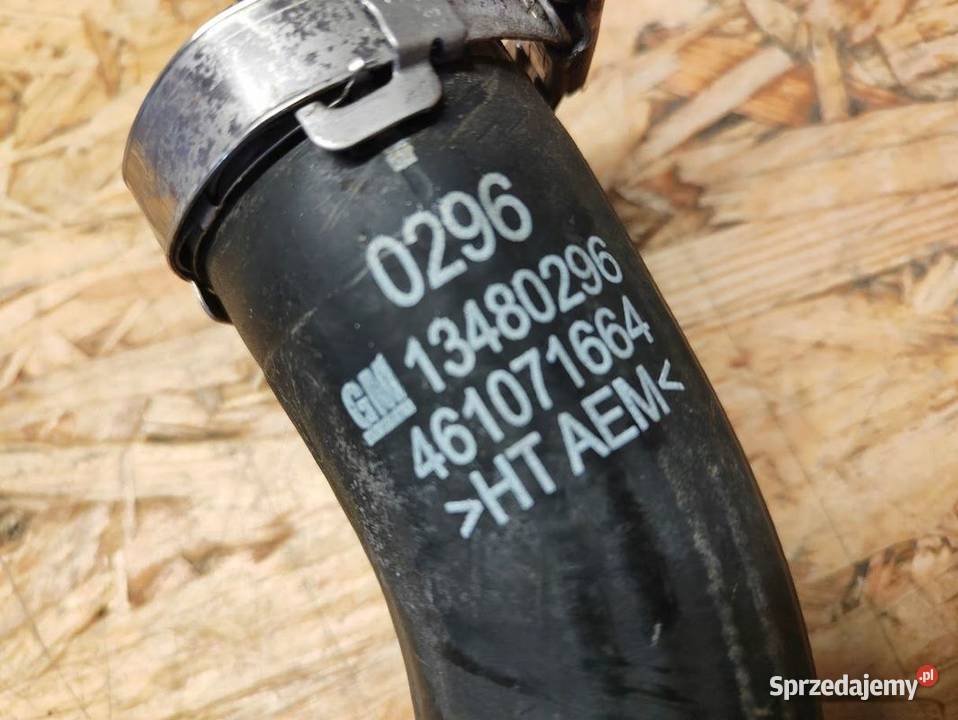 0296
GM 13480296
461071664
>HT AEM<
Sprzedajemy.pl